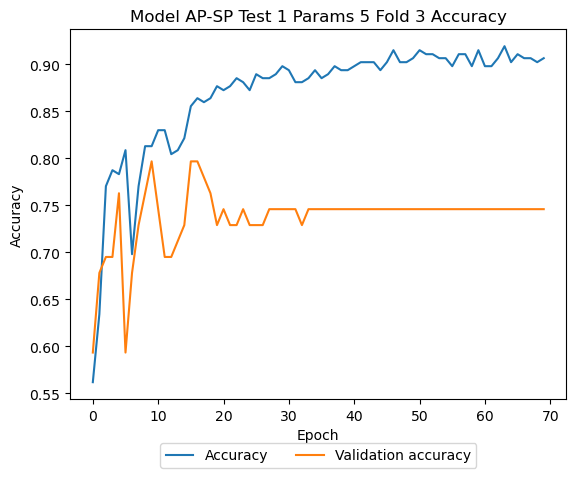 Model AP-SP Test 1 Params 5 Fold 3 Accuracy
Accuracy
0.90
0.85
0.80
0.75
0.70
0.65
0.60
0.55
0 10 20 30 40 50 60 70
Epoch
Accuracy Validation accuracy